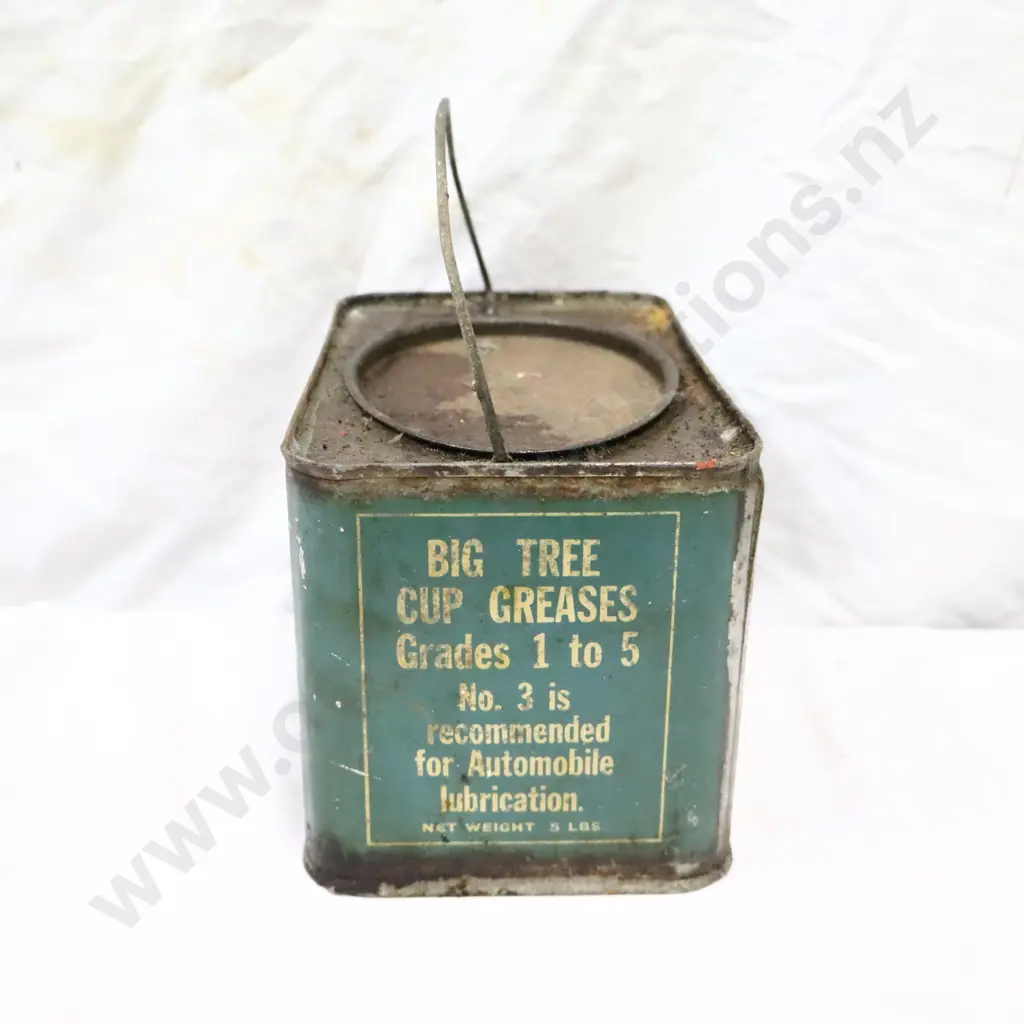 BIG TREE
CUP GREASES
Grades 1 to 5
No. 3 is
recommended
for Automobile
lubrication.
NET WEIGHT 5 LBS